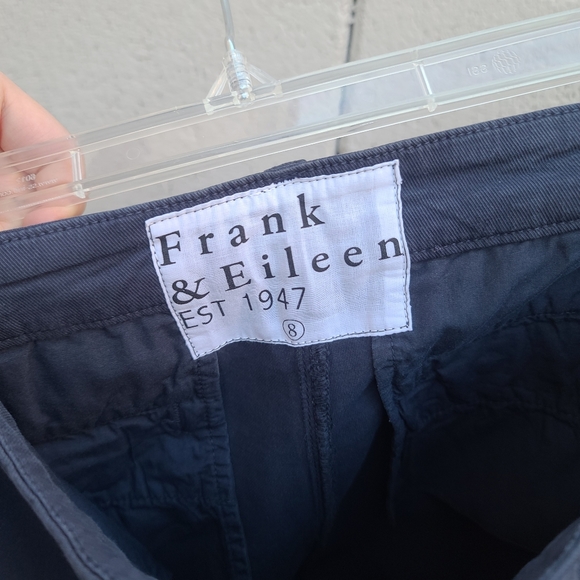 Frank
& Eileen
EST 1947
8